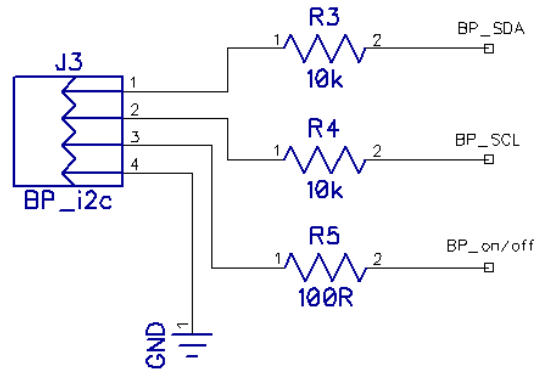 R3
BP_SDA
1
2
10k
J3
1
2
3
4
BP_i2c
R4
BP_SCL
1
2
10k
R5
BP_on/off
1
2
100R
GND
1